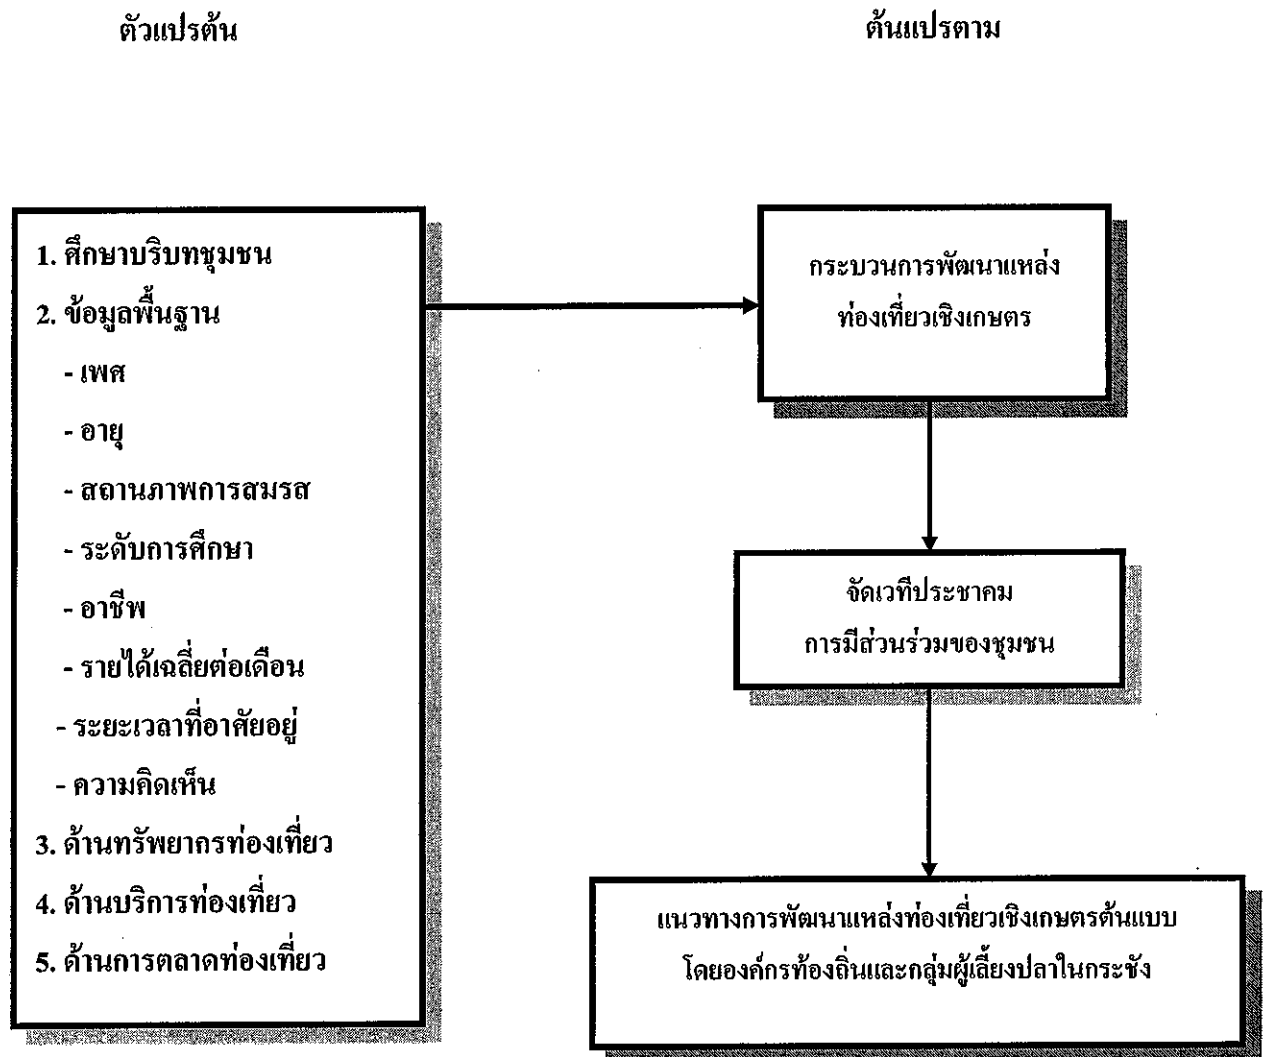 ตัวแปรต้น
ต้นแปรตาม
1. ศึกษาบริบทชุมชน
2. ข้อมูลพื้นฐาน
- เพศ
- อายุ
- สถานภาพการสมรส
- ระดับการศึกษา
- อาชีพ
- รายได้เฉลี่ยต่อเดือน
- ระยะเวลาที่อาศัยอยู่
- ความคิดเห็น
3. ด้านทรัพยากรท่องเที่ยว
4. ด้านบริการท่องเที่ยว
5. ด้านการตลาดท่องเที่ยว
กระบวนการพัฒนาแหล่ง
ท่องเที่ยวเชิงเกษตร
จัดเวทีประชาคม
การมีส่วนร่วมของชุมชน
แนวทางการพัฒนาแหล่งท่องเที่ยวเชิงเกษตรต้นแบบ
โดยองค์กรท้องถิ่นและกลุ่มผู้เลี้ยงปลาในกระชัง